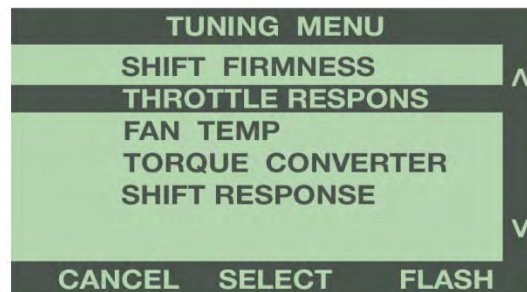 TUNING MENU
SHIFT FIRMNESS
THROTTLE RESPONS
FAN TEMP
TORQUE CONVERTER
SHIFT RESPONSE
CANCEL SELECT FLASH